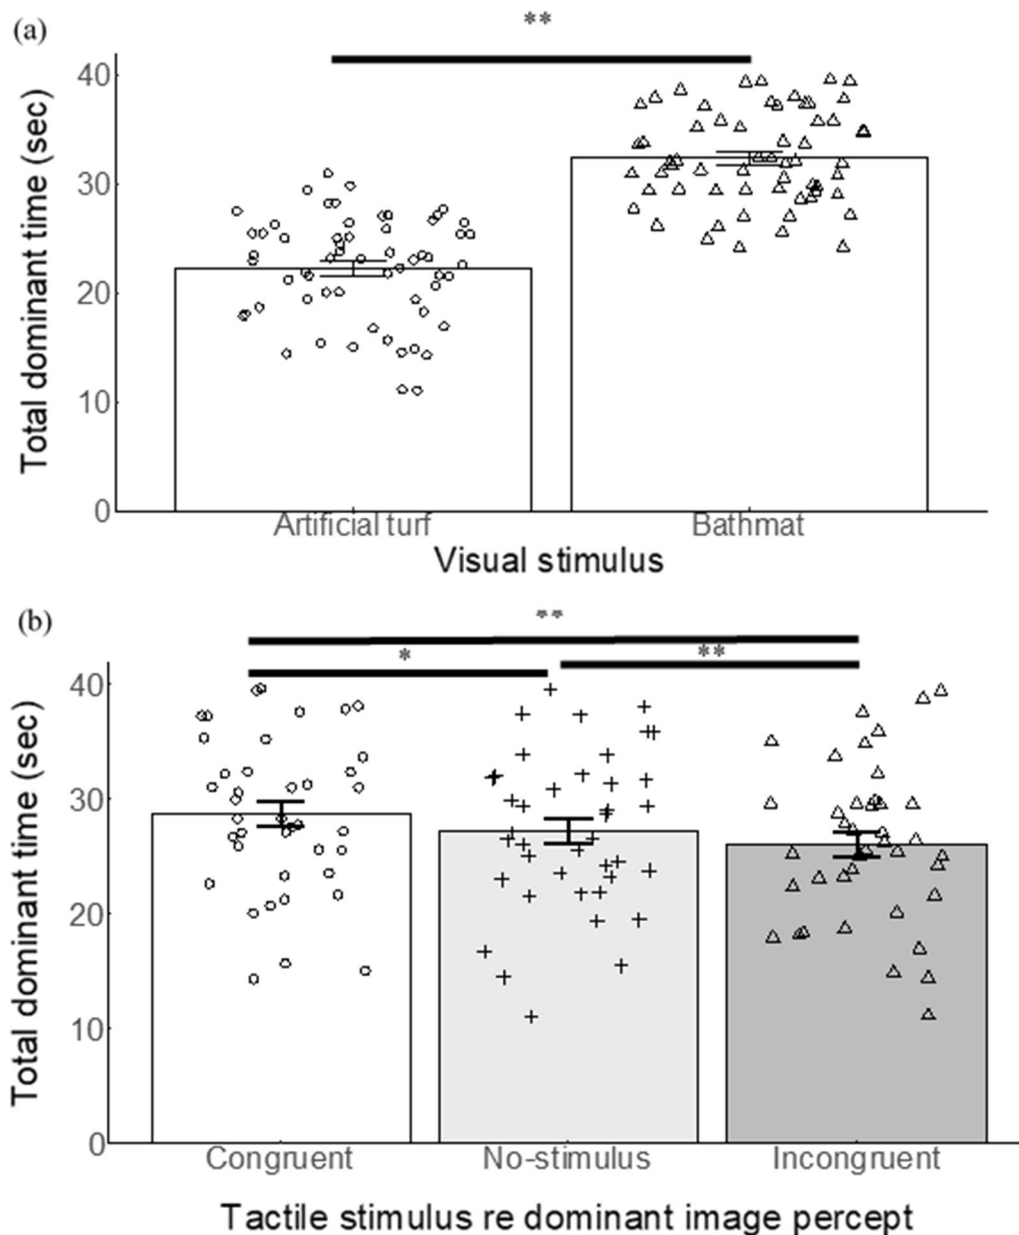 (a)
**
Total dominant time (sec)
40
30
20
10
0
Artificial turf
Bathmat
Visual stimulus
(b)
**
*
**
Total dominant time (sec)
40
30
20
10
0
Congruent
No-stimulus
Incongruent
Tactile stimulus re dominant image percept